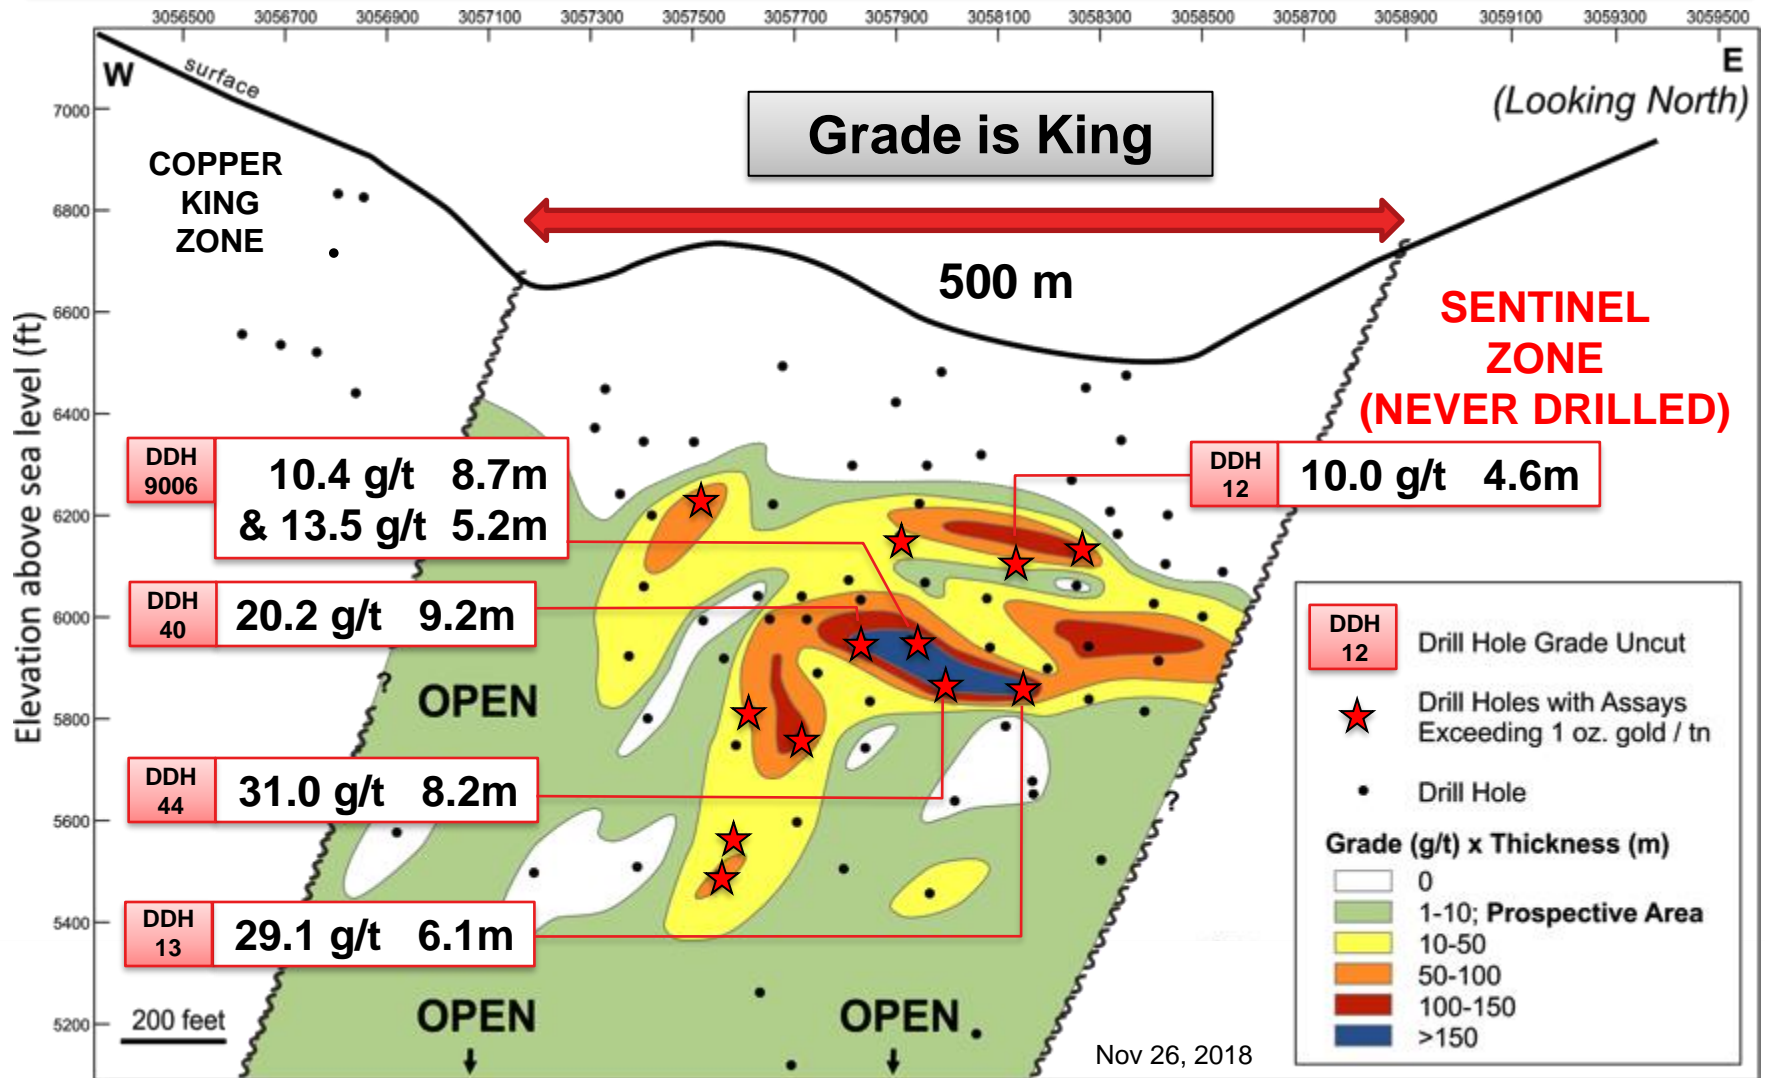 3056500 3056700 3056900 3057100 3057300 3057500 3057700 3057900 3058100 3058300 3058500 3058700 3058900 3059100 3059300 3059500
W
E
surface
(Looking North)
Grade is King
500 m
COPPER
KING
ZONE
SENTINEL
ZONE
(NEVER DRILLED)
Elevation above sea level (ft)
7000
6800
6600
6400
6200
6000
5800
5600
5400
5200
DDH
9006
10.4 g/t 8.7m
& 13.5 g/t 5.2m
DDH
12
10.0 g/t 4.6m
DDH
40
20.2 g/t 9.2m
DDH
44
31.0 g/t 8.2m
DDH
13
29.1 g/t 6.1m
?
?
OPEN
OPEN
OPEN
200 feet
Nov 26, 2018
DDH
12
Drill Hole Grade Uncut
Drill Holes with Assays
Exceeding 1 oz. gold / tn
Drill Hole
Grade (g/t) x Thickness (m)
0
1-10; Prospective Area
10-50
50-100
100-150
>150